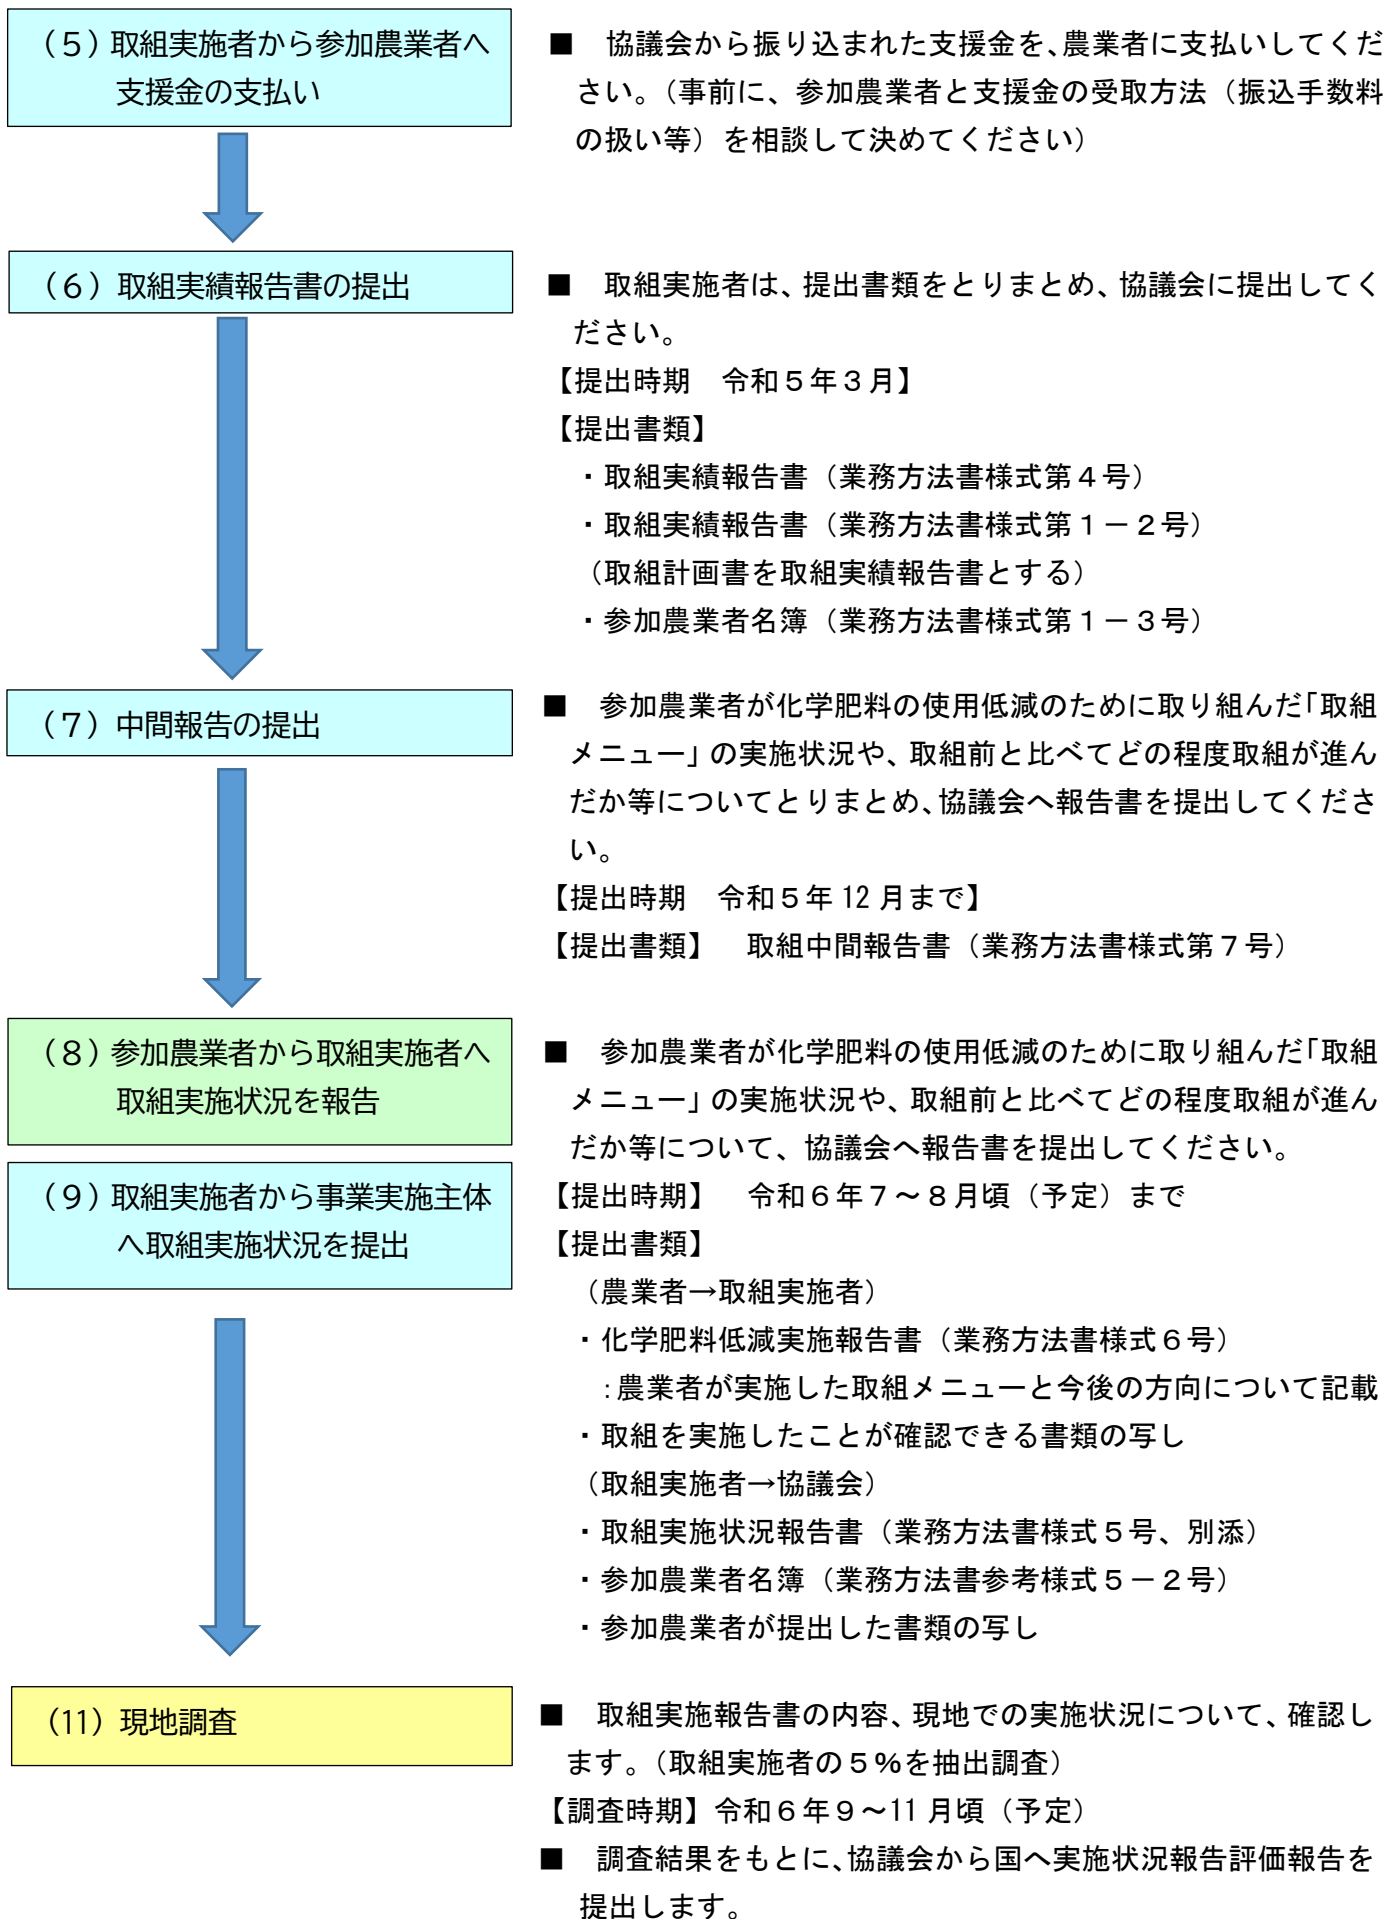 （５）取組実施者から参加農業者へ
支援金の支払い
■　協議会から振り込まれた支援金を、農業者に支払いしてくだ
さい。（事前に、参加農業者と支援金の受取方法（振込手数料
の扱い等）を相談して決めてください）
（６）取組実績報告書の提出
■　取組実施者は、提出書類をとりまとめ、協議会に提出してく
ださい。
【提出時期　令和５年３月】
【提出書類】
・取組実績報告書（業務方法書様式第４号）
・取組実績報告書（業務方法書様式第１－２号）
（取組計画書を取組実績報告書とする）
・参加農業者名簿（業務方法書様式第１－３号）
（７）中間報告の提出
■　参加農業者が化学肥料の使用低減のために取り組んだ「取組
メニュー」の実施状況や、取組前と比べてどの程度取組が進ん
だか等についてとりまとめ、協議会へ報告書を提出してくださ
い。
【提出時期　令和５年 12 月まで】
【提出書類】　取組中間報告書（業務方法書様式第７号）
（８）参加農業者から取組実施者へ
取組実施状況を報告
（９）取組実施者から事業実施主体
へ取組実施状況を提出
■　参加農業者が化学肥料の使用低減のために取り組んだ「取組
メニュー」の実施状況や、取組前と比べてどの程度取組が進ん
だか等について、協議会へ報告書を提出してください。
【提出時期】　令和６年７～８月頃（予定）まで
【提出書類】
（農業者→取組実施者）
・化学肥料低減実施報告書（業務方法書様式６号）
：農業者が実施した取組メニューと今後の方向について記載
・取組を実施したことが確認できる書類の写し
（取組実施者→協議会）
・取組実施状況報告書（業務方法書様式５号、別添）
・参加農業者名簿（業務方法書参考様式５－２号）
・参加農業者が提出した書類の写し
（11）現地調査
■　取組実施報告書の内容、現地での実施状況について、確認し
ます。（取組実施者の５％を抽出調査）
【調査時期】令和６年９～11 月頃（予定）
■　調査結果をもとに、協議会から国へ実施状況報告評価報告を
提出します。